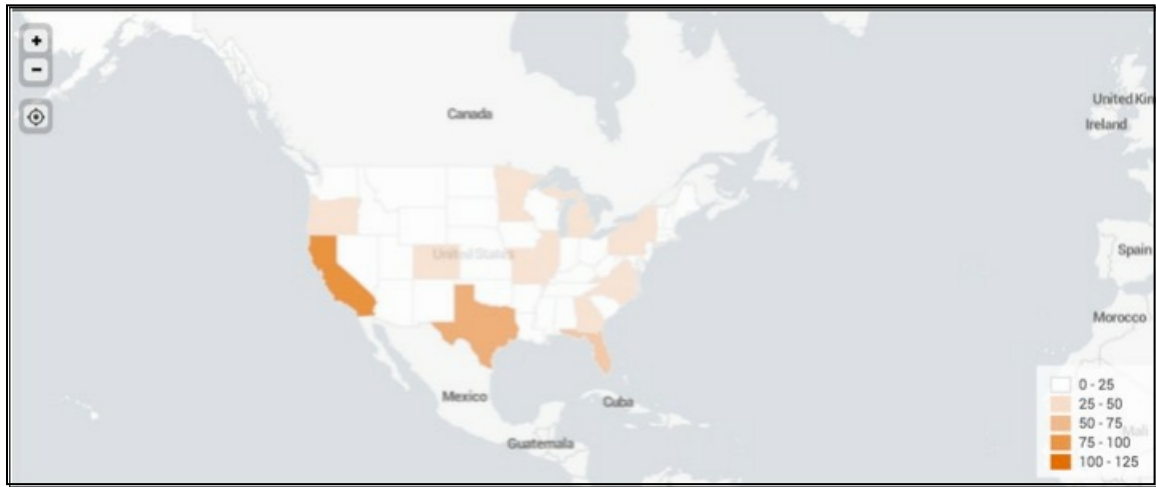 +
−
Canada
United Kin
Ireland
United States
Spain
Morocco
Mexico
Cuba
Guatemala
0 - 25
25 - 50
50 - 75
Mali
75 - 100
100 - 125